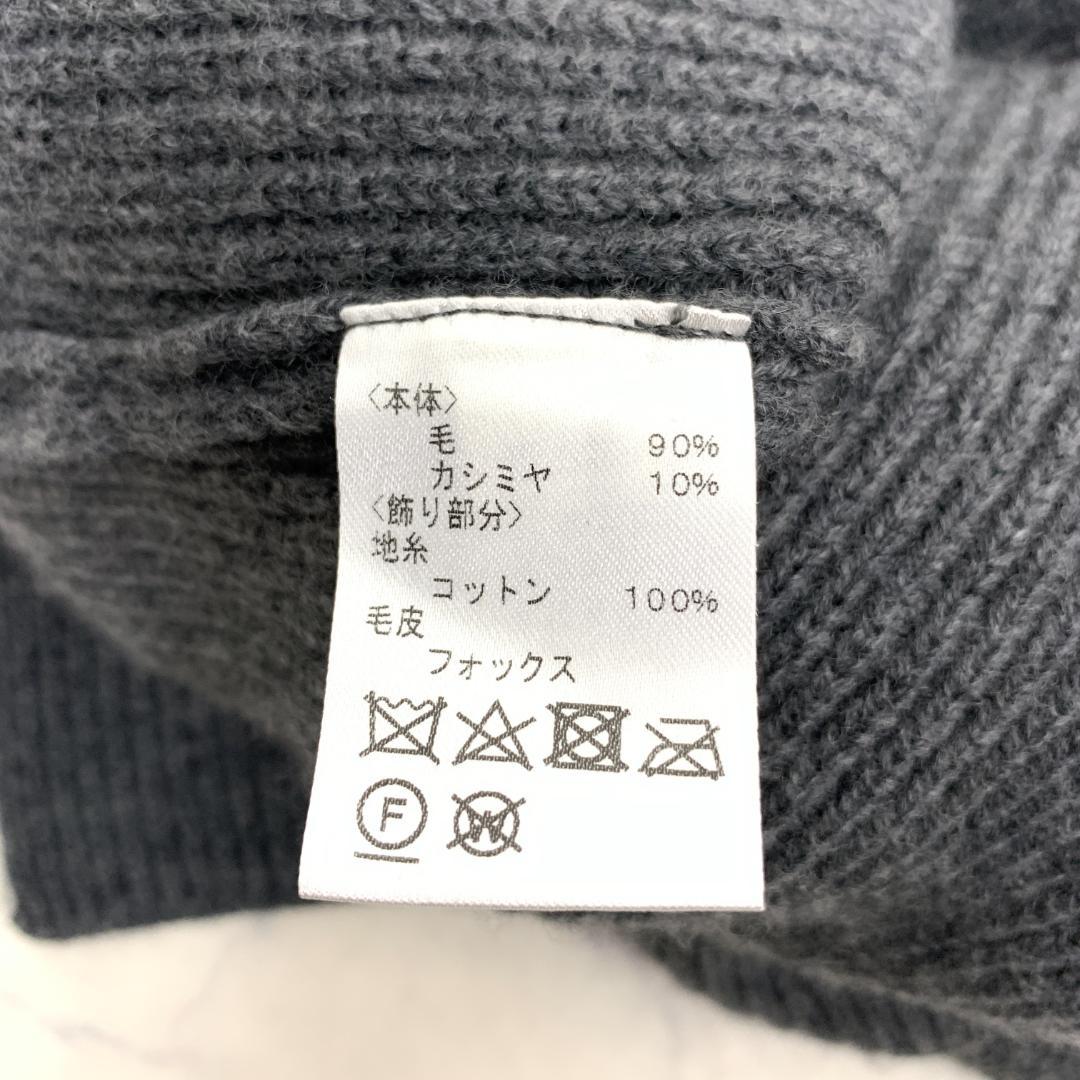 〈本体〉
毛 90%
カシミヤ 10%
〈飾り部分〉
地糸
コットン 100%
毛皮
フォックス
F
W